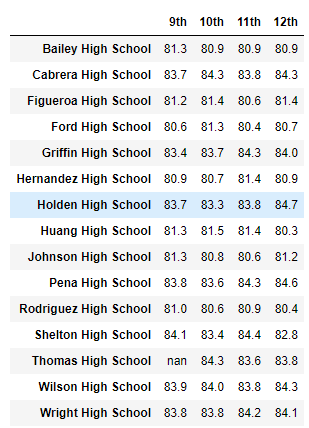 9th 10th 11th 12th
Bailey High School 81.3 80.9 80.9 80.9
Cabrera High School 83.7 84.3 83.8 84.3
Figueroa High School 81.2 81.4 80.6 81.4
Ford High School 80.6 81.3 80.4 80.7
Griffin High School 83.4 83.7 84.3 84.0
Hernandez High School 80.9 80.7 81.4 80.9
Holden High School 83.7 83.3 83.8 84.7
Huang High School 81.3 81.5 81.4 80.3
Johnson High School 81.3 80.8 80.6 81.2
Pena High School 83.8 83.6 84.3 84.6
Rodriguez High School 81.0 80.6 80.9 80.4
Shelton High School 84.1 83.4 84.4 82.8
Thomas High School nan 84.3 83.6 83.8
Wilson High School 83.9 84.0 83.8 84.3
Wright High School 83.8 83.8 84.2 84.1